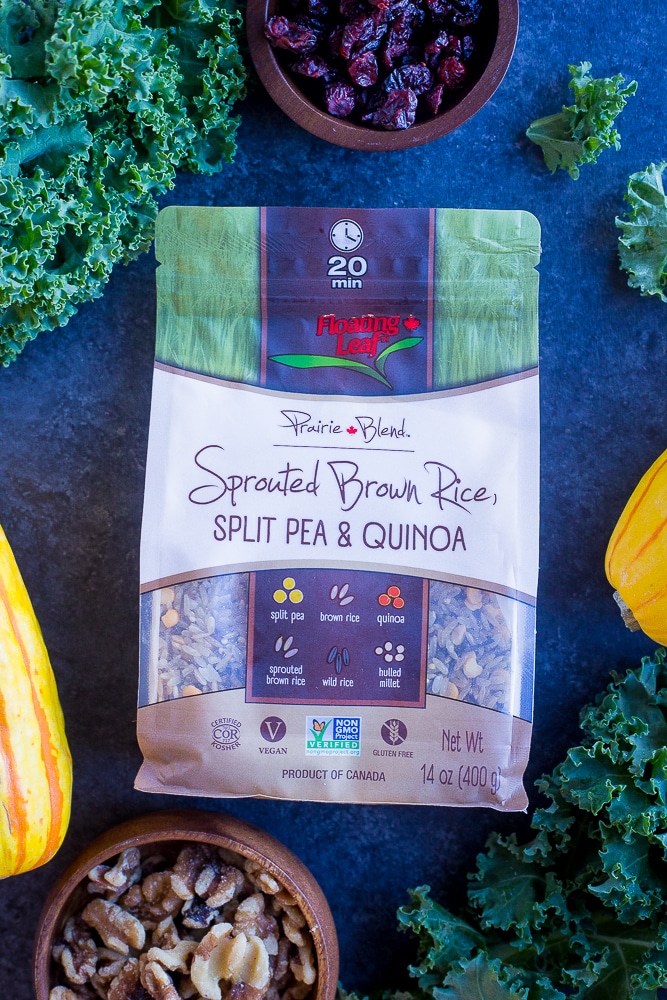 20
min
Floating
Leaf
Prairie Blend
Sprouted Brown Rice,
SPLIT PEA & QUINOA
split pea
brown rice
quinoa
sprouted
brown rice
wild rice
hulled
millet
CERTIFIED
COR
KOSHER
V
VEGAN
NON
GMO
Project
VERIFIED
nongmoproject.org
GLUTEN FREE
Net Wt
14 oz (400 g)
PRODUCT OF CANADA